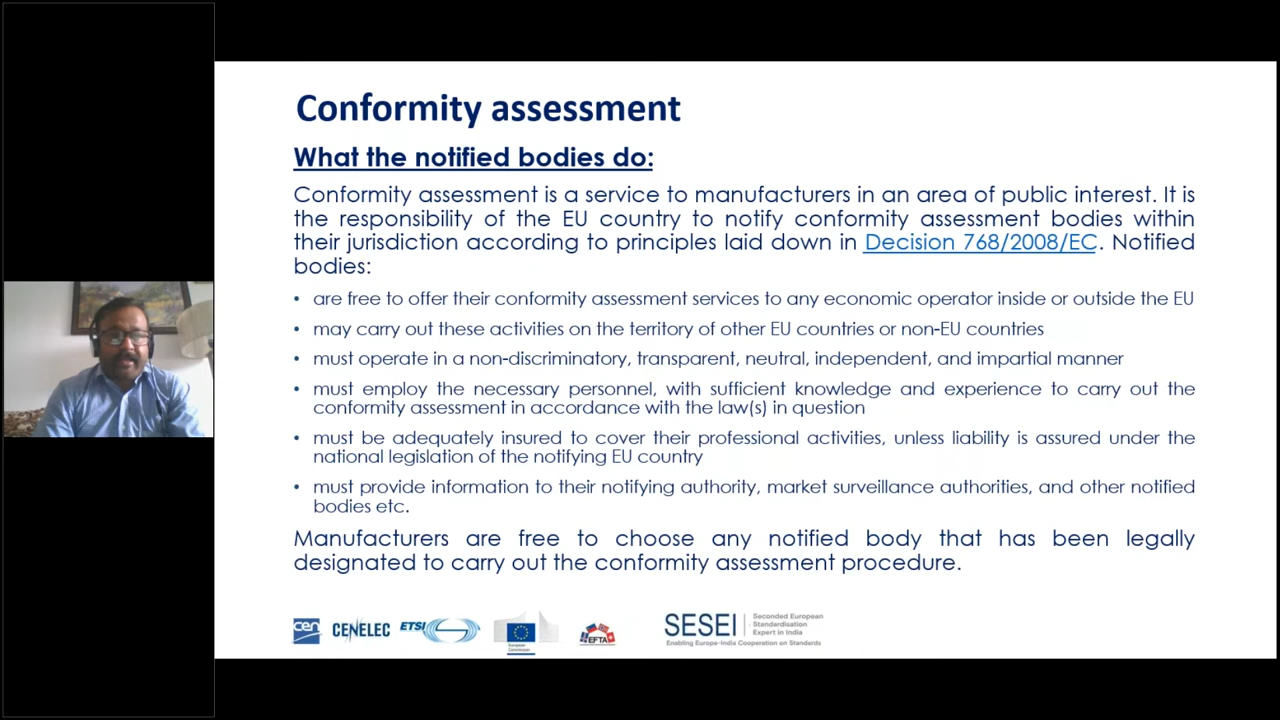 Conformity assessment
What the notified bodies do:
Conformity assessment is a service to manufacturers in an area of public interest. It is
the responsibility of the EU country to notify conformity assessment bodies within
their jurisdiction according to principles laid down in Decision 768/2008/EC. Notified
bodies:
• are free to offer their conformity assessment services to any economic operator inside or outside the EU
• may carry out these activities on the territory of other EU countries or non-EU countries
• must operate in a non-discriminatory, transparent, neutral, independent, and impartial manner
• must employ the necessary personnel, with sufficient knowledge and experience to carry out the
conformity assessment in accordance with the law(s) in question
• must be adequately insured to cover their professional activities, unless liability is assured under the
national legislation of the notifying EU country
• must provide information to their notifying authority, market surveillance authorities, and other notified
bodies etc.
Manufacturers are free to choose any notified body that has been legally
designated to carry out the conformity assessment procedure.
cen
CENELEC
ETSI
European
Commission
EFTA
SESEI
Seconded European
Standardisation
Expert in India
Enabling Europe-India Cooperation on Standards